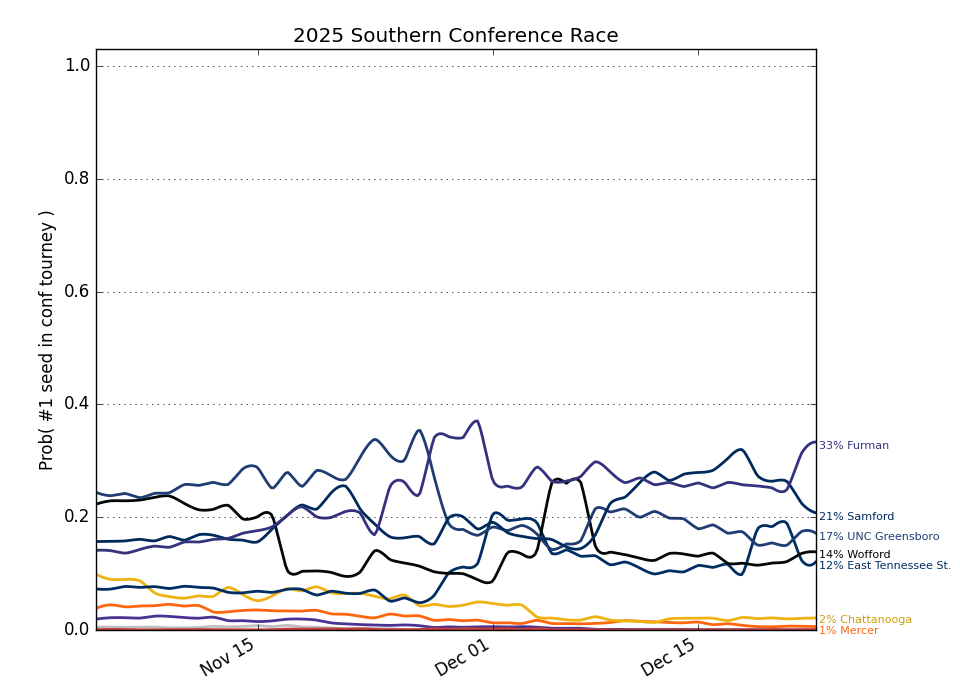 2025 Southern Conference Race
Prob( #1 seed in conf tourney )
1.0
0.8
0.6
0.4
0.2
0.0
Nov 15
Dec 01
Dec 15
33% Furman
21% Samford
17% UNC Greensboro
14% Wofford
12% East Tennessee St.
2% Chattanooga
1% Mercer